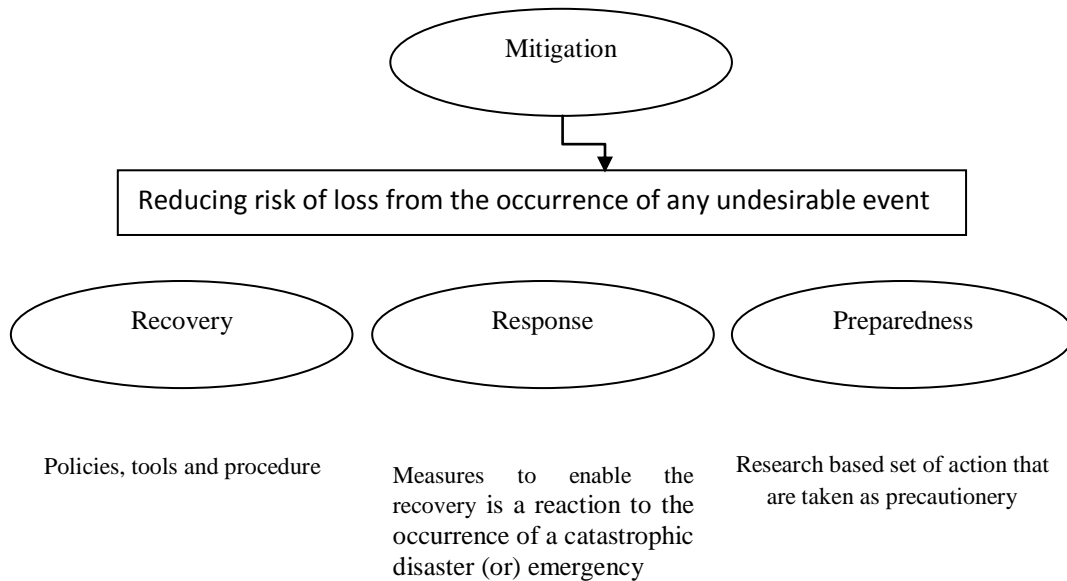 Mitigation
Reducing risk of loss from the occurrence of any undesirable event
Recovery
Response
Preparedness
Policies, tools and procedure
Measures to enable the
recovery is a reaction to the
occurrence of a catastrophic
disaster (or) emergency
Research based set of action that
are taken as precautionery